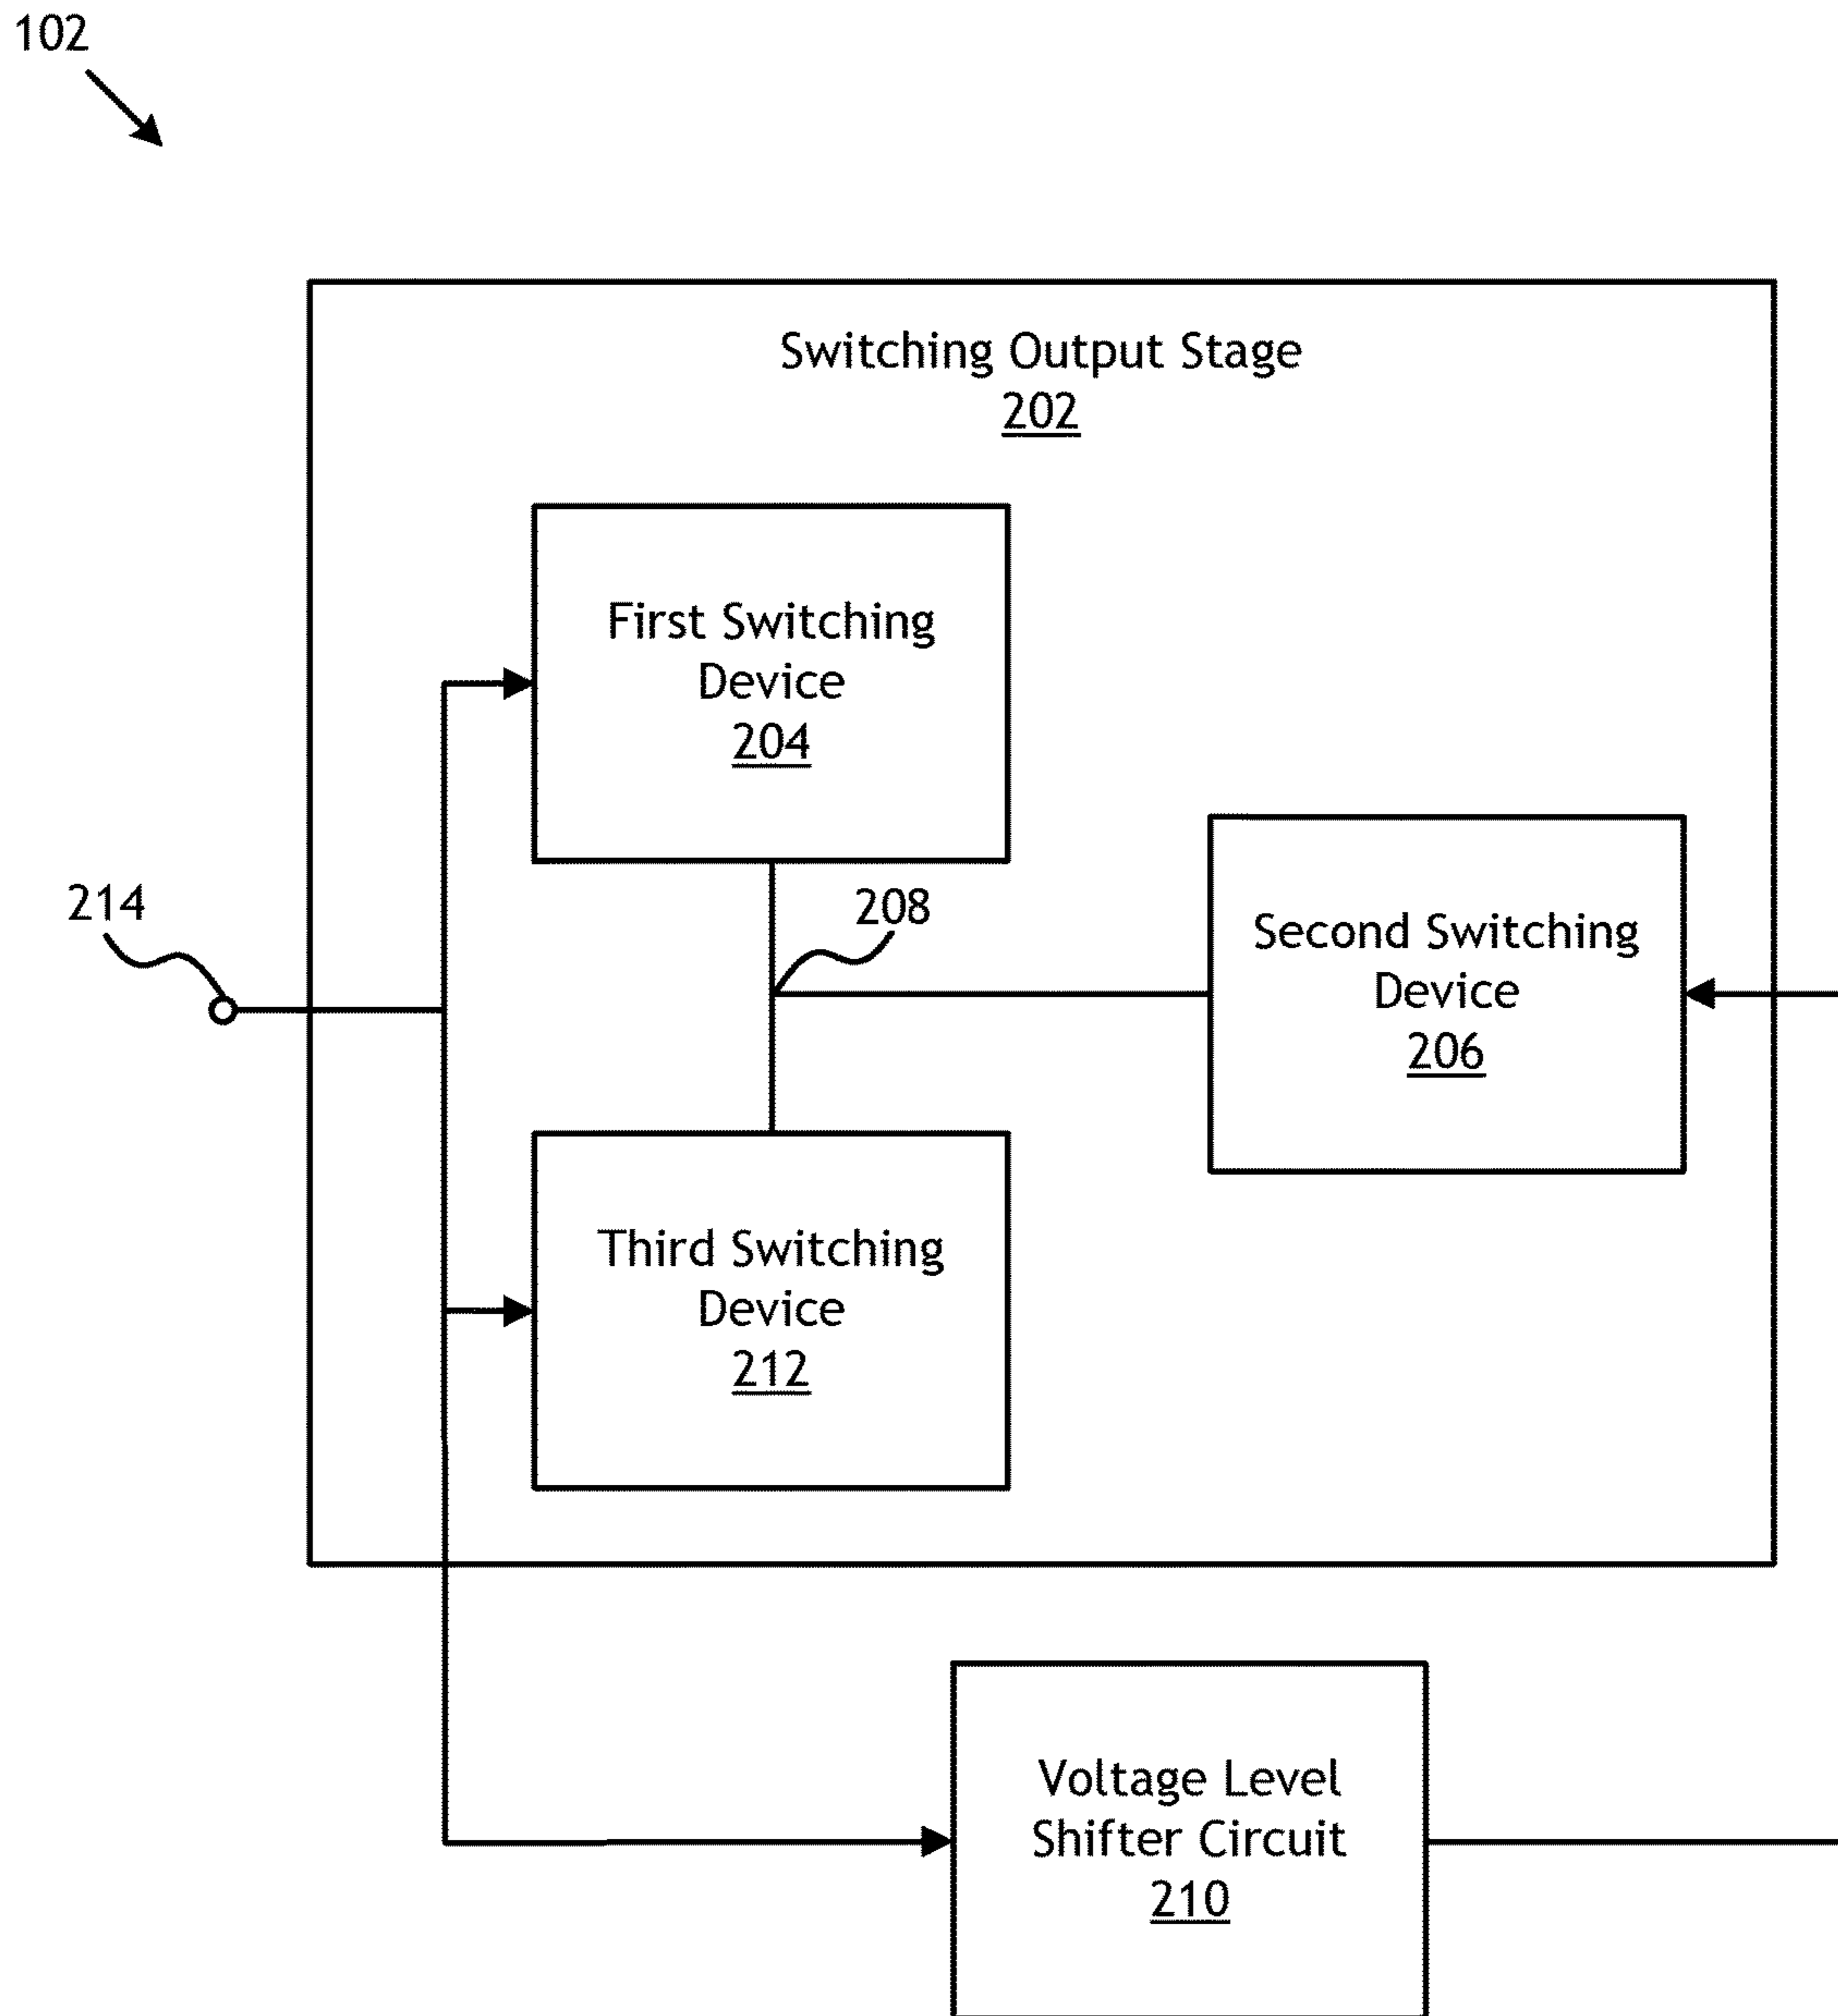 102
Switching Output Stage
202
First Switching
Device
204
214
208
Second Switching
Device
206
Third Switching
Device
212
Voltage Level
Shifter Circuit
210